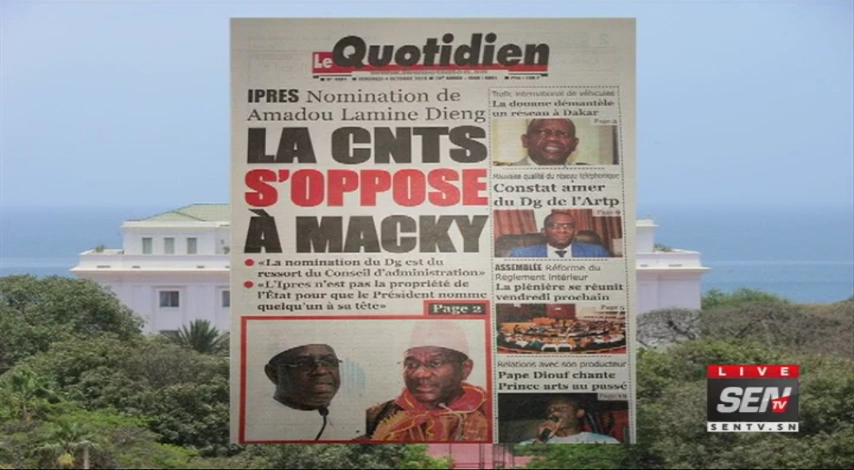 Le Quotidien
IPRES Nomination de
Amadou Lamine Dieng
LA CNTS
S'OPPOSE
À MACKY
«La nomination du Dg est du
ressort du Conseil d'administration»
«L'Ipres n'est pas la propriété de
l'État pour que le Président nomme
quelqu'un à sa tête»
Page 2
Trafic international de véhicules
La douane démantèle
un réseau à Dakar
Mauvaise qualité du réseau téléphonique
Constat amer
du Dg de l'Artp
ASSEMBLÉE Réforme du
Règlement intérieur
La plénière se réunit
vendredi prochain
Relations avec son producteur
Pape Diouf chante
Prince arts au passé
LIVE
SEN TV
SENTV.SN